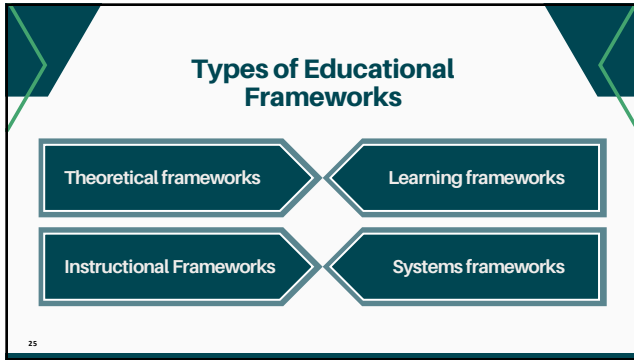 Types of Educational
Frameworks
Theoretical frameworks
Learning frameworks
Instructional Frameworks
Systems frameworks
25